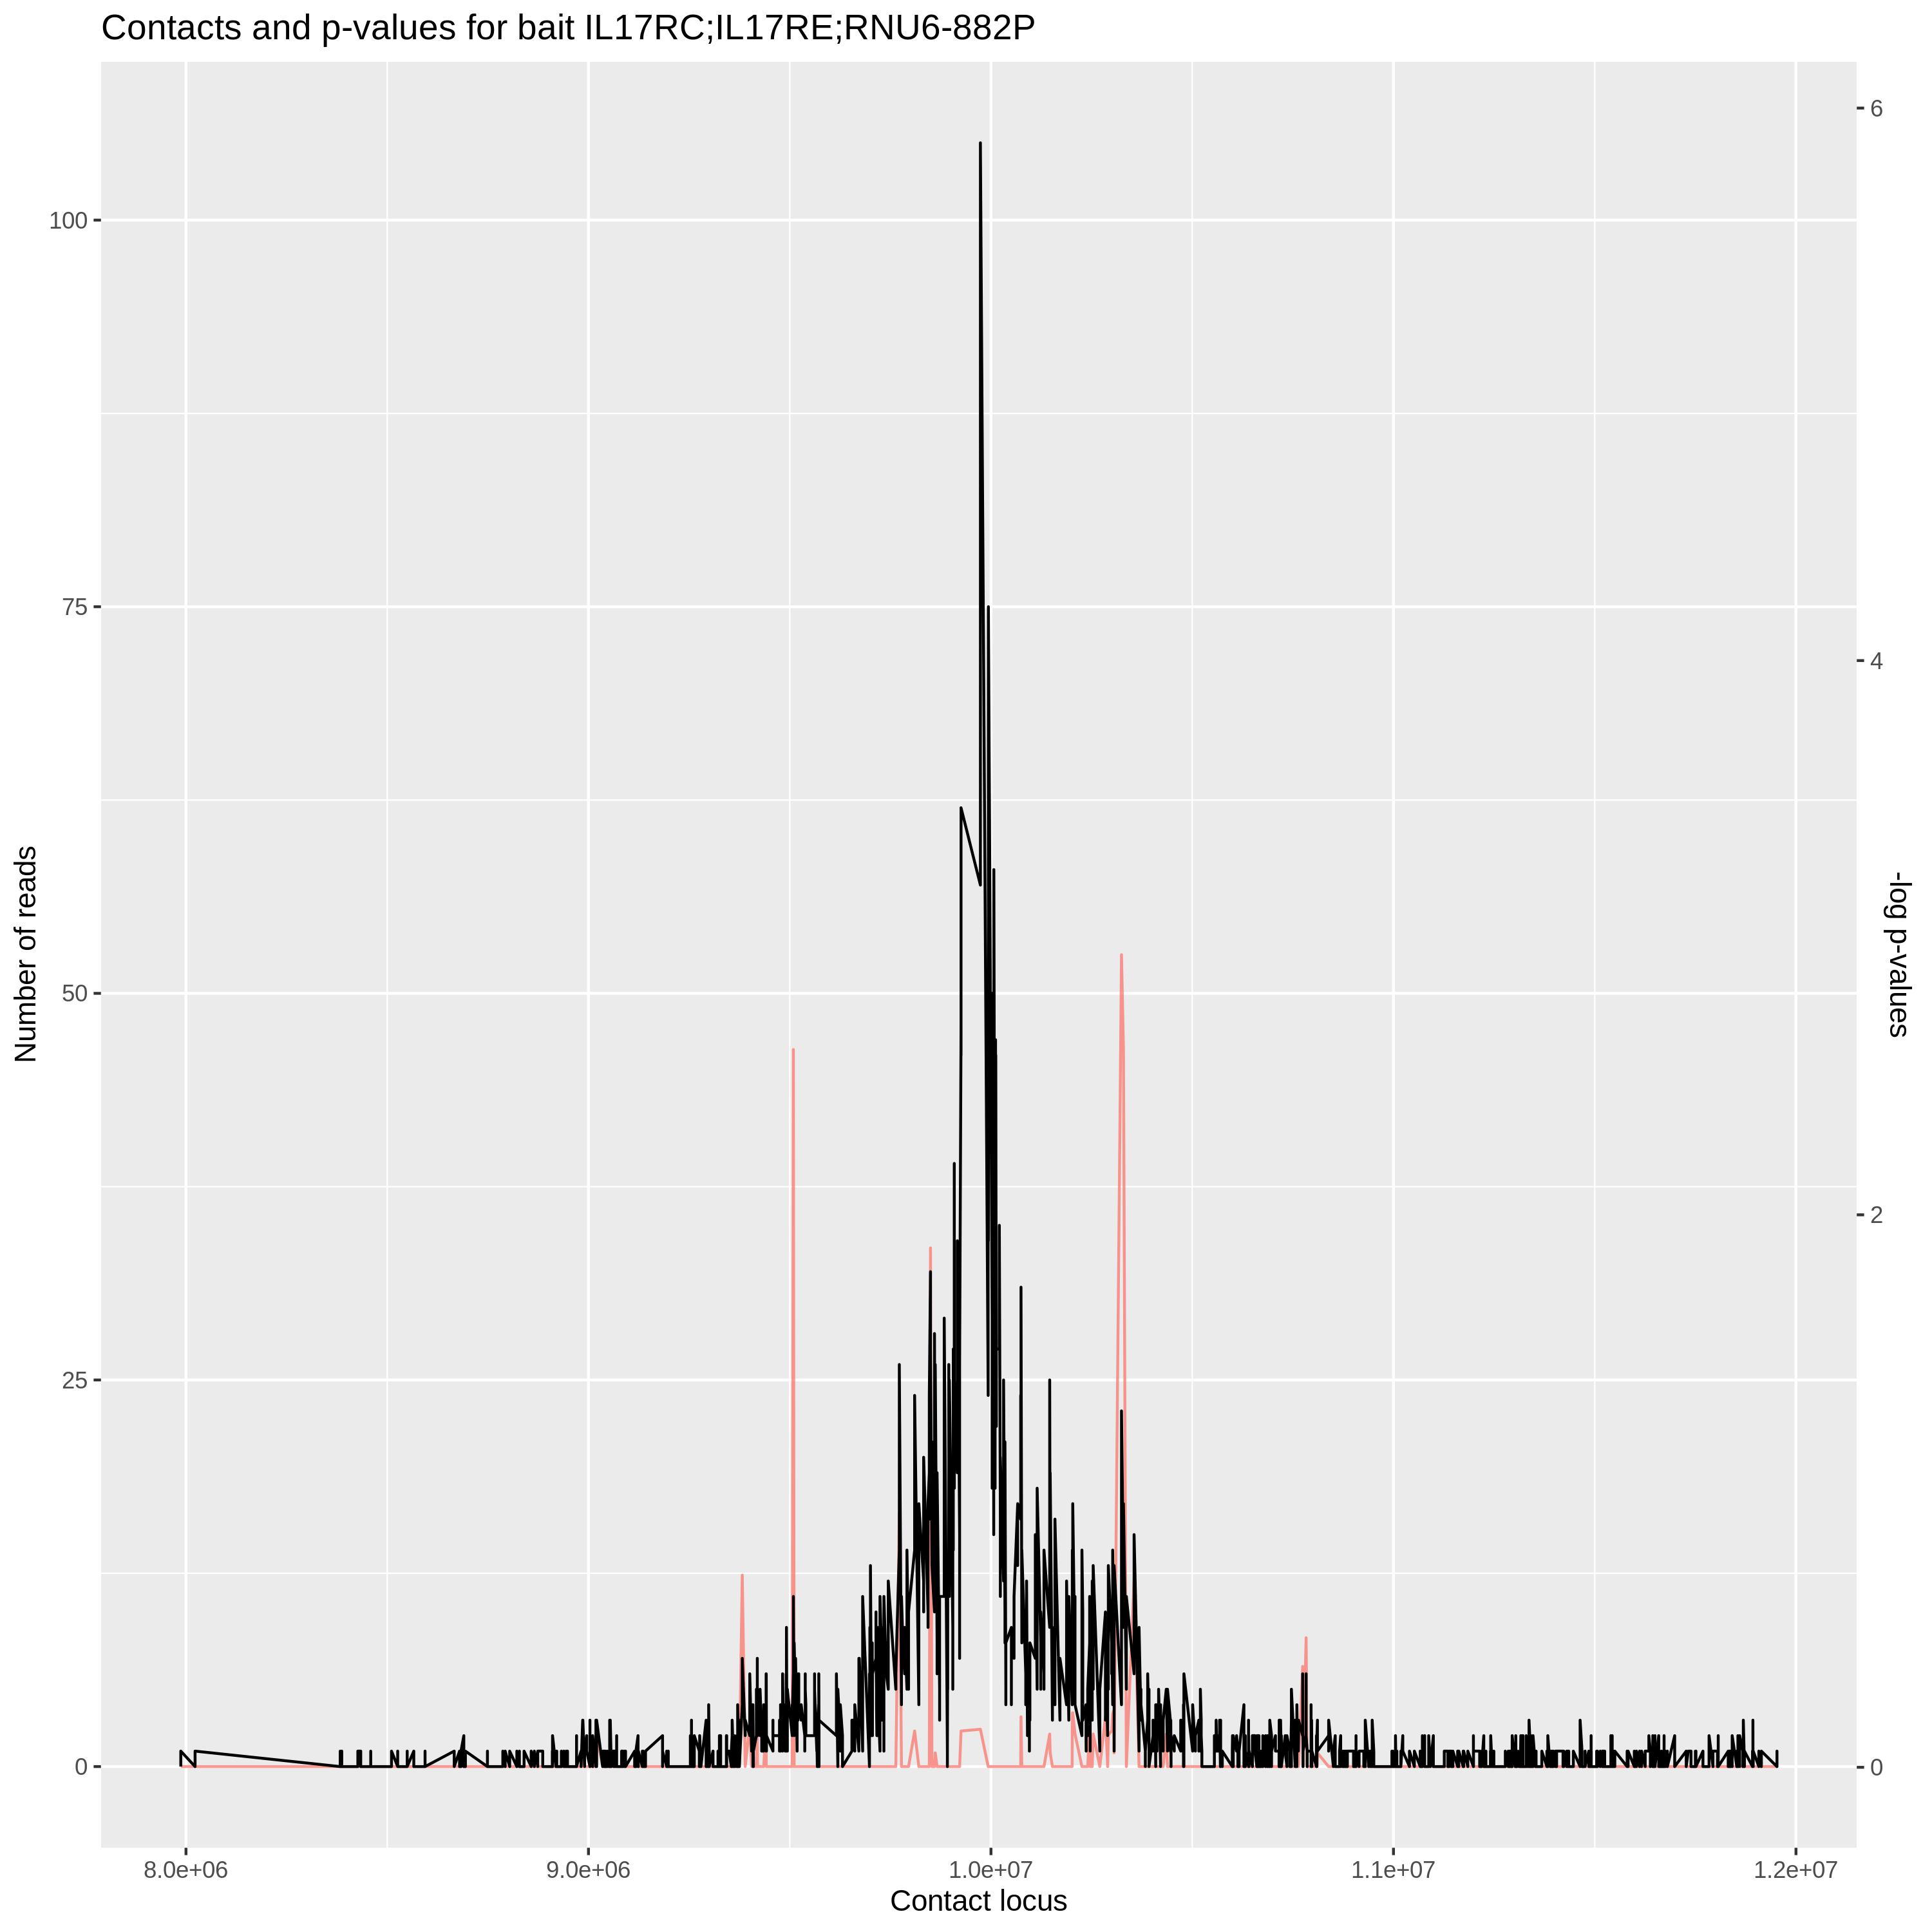 Contacts and p-values for bait IL17RC;IL17RE;RNU6-882P
6
100
75
4
Number of reads
-log p-values
50
2
25
0
0
8.0e+06
9.0e+06
1.0e+07
1.1e+07
1.2e+07
Contact locus